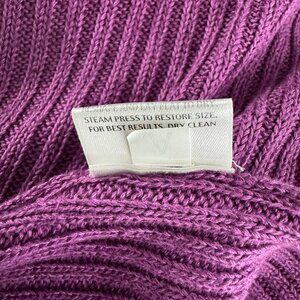 STEAM PRESS TO RESTORE SIZE.
FOR BEST RESULTS, DRY CLEAN